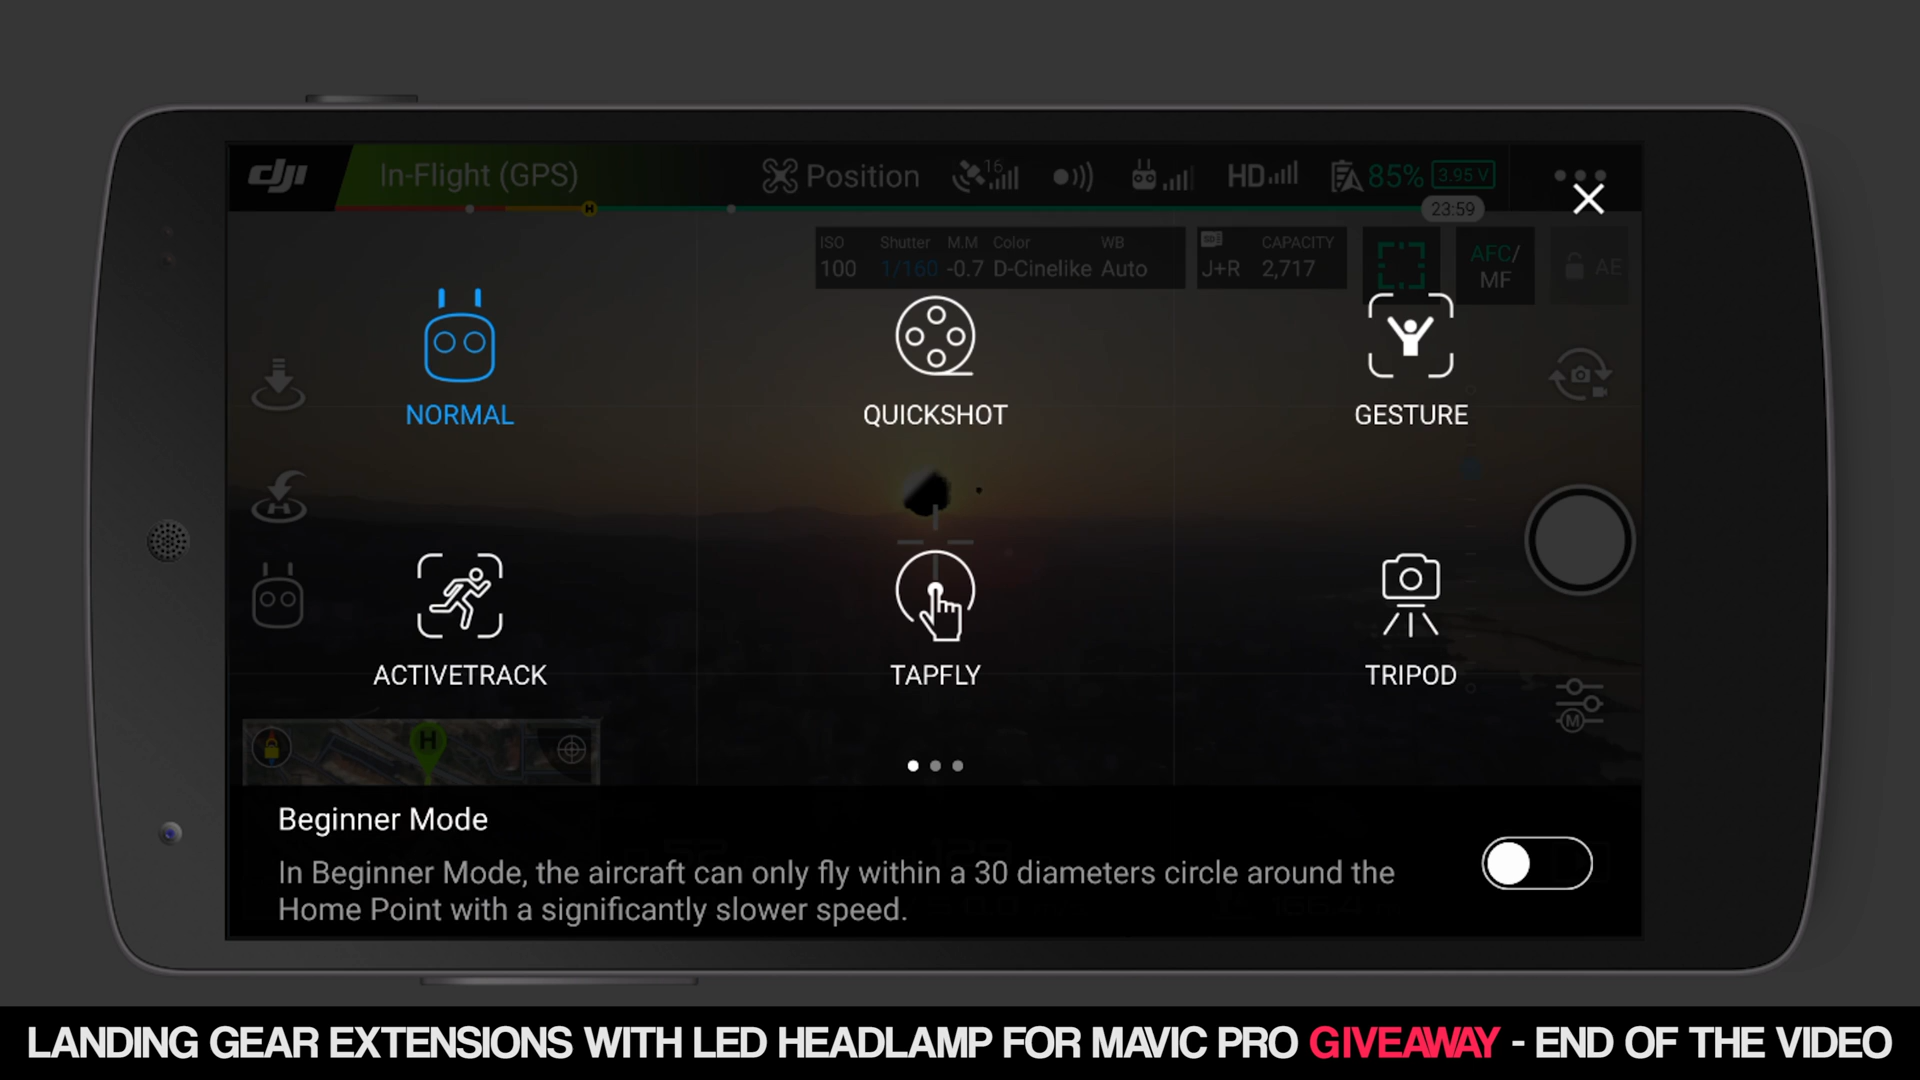 dji In-Flight (GPS) Position 16 HD 85% 3.95 V
H
23:59
ISO Shutter M.M Color WB CAPACITY
100 1/160 -0.7 D-Cinelike Auto J+R 2,717 AFC/ MF AE
NORMAL QUICKSHOT GESTURE
H
ACTIVETRACK TAPFLY TRIPOD
M
H
Beginner Mode
In Beginner Mode, the aircraft can only fly within a 30 diameters circle around the
Home Point with a significantly slower speed.
LANDING GEAR EXTENSIONS WITH LED HEADLAMP FOR MAVIC PRO GIVEAWAY - END OF THE VIDEO